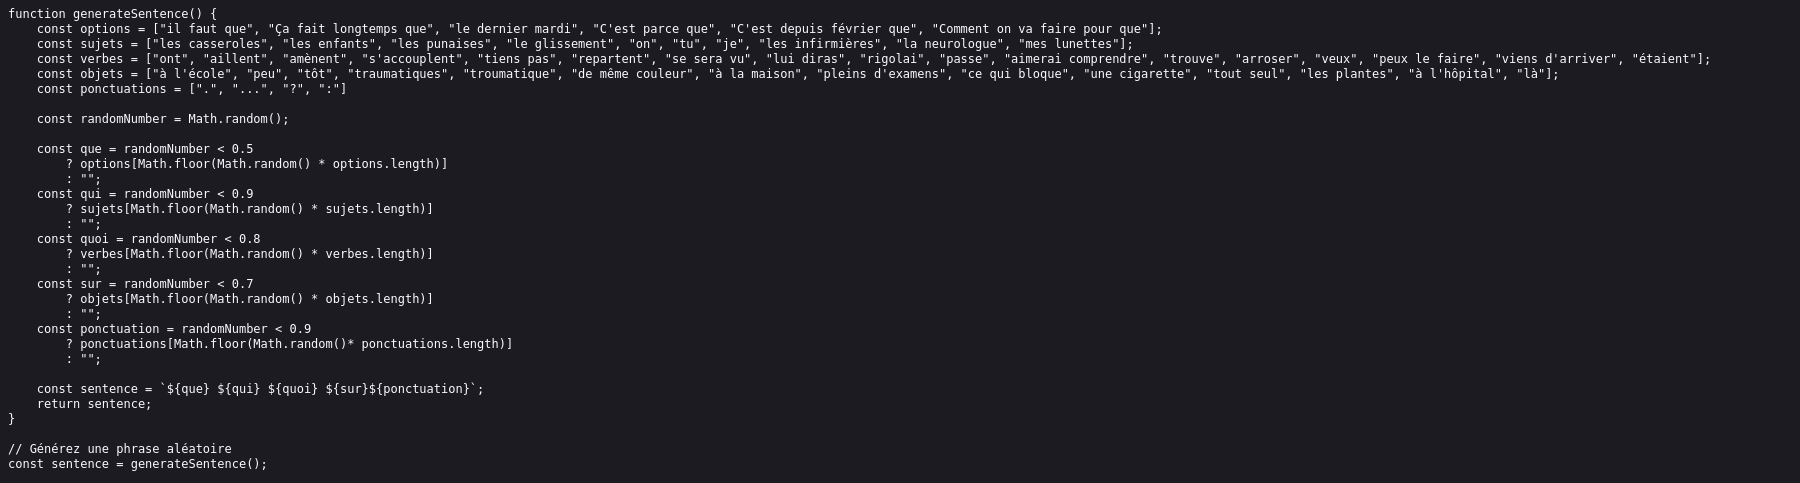 function generateSentence() {
    const options = ["il faut que", "Ça fait longtemps que", "le dernier mardi", "C'est parce que", "C'est depuis février que", "Comment on va faire pour que"];
    const sujets = ["les casseroles", "les enfants", "les punaises", "le glissement", "on", "tu", "je", "les infirmières", "la neurologue", "mes lunettes"];
    const verbes = ["ont", "aillent", "amènent", "s'accouplent", "tiens pas", "repartent", "se sera vu", "lui diras", "rigolai", "passe", "aimerai comprendre", "trouve", "arroser", "veux", "peux le faire", "viens d'arriver", "étaient"];
    const objets = ["à l'école", "peu", "tôt", "traumatiques", "troumatique", "de même couleur", "à la maison", "pleins d'examens", "ce qui bloque", "une cigarette", "tout seul", "les plantes", "à l'hôpital", "là"];
    const ponctuations = [".", "...", "?", ":"]

    const randomNumber = Math.random();

    const que = randomNumber < 0.5
        ? options[Math.floor(Math.random() * options.length)]
        : "";
    const qui = randomNumber < 0.9
        ? sujets[Math.floor(Math.random() * sujets.length)]
        : "";
    const quoi = randomNumber < 0.8
        ? verbes[Math.floor(Math.random() * verbes.length)]
        : "";
    const sur = randomNumber < 0.7
        ? objets[Math.floor(Math.random() * objets.length)]
        : "";
    const ponctuation = randomNumber < 0.9
        ? ponctuations[Math.floor(Math.random()* ponctuations.length)]
        : "";

    const sentence = `${que} ${qui} ${quoi} ${sur}${ponctuation}`;
    return sentence;
}

// Générez une phrase aléatoire
const sentence = generateSentence();